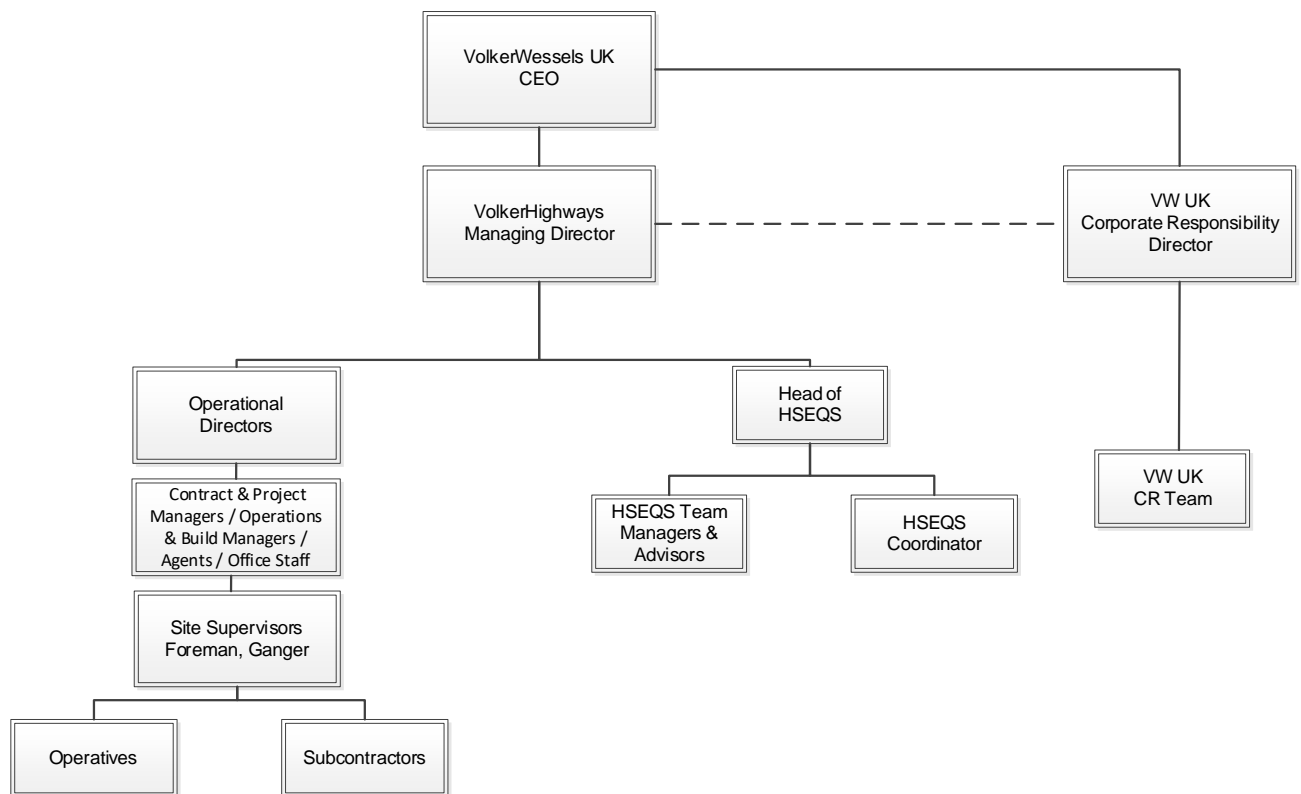 VolkerWessels UK
CEO
VolkerHighways
Managing Director
VW UK
Corporate Responsibility
Director
Operational
Directors
Head of
HSEQS
Contract & Project
Managers / Operations
& Build Managers /
Agents / Office Staff
HSEQS Team
Managers &
Advisors
HSEQS
Coordinator
VW UK
CR Team
Site Supervisors
Foreman, Ganger
Operatives
Subcontractors